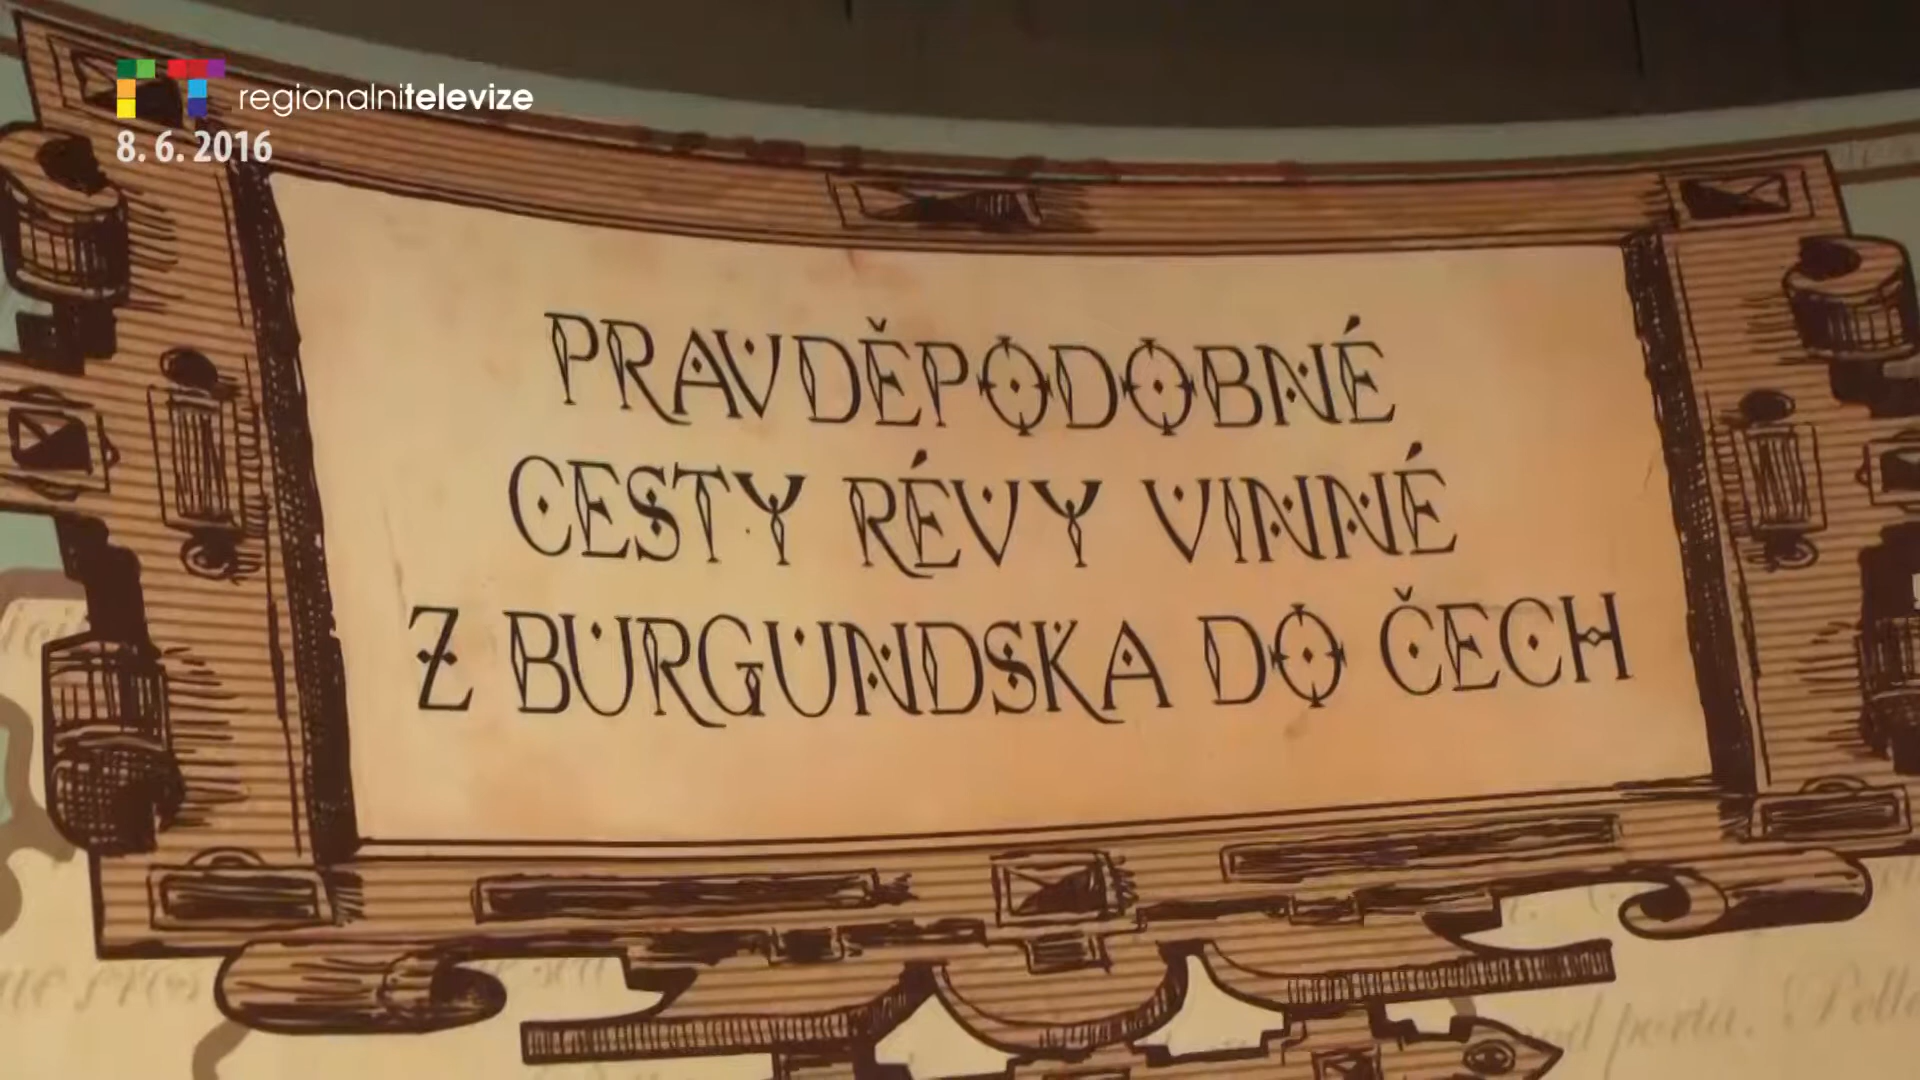 regionalnitelevize
8. 6. 2016
PRAVDĚPODOBNÉ
CESTY RÉVY VINNÉ
Z BURGUNDSKA DO ČECH